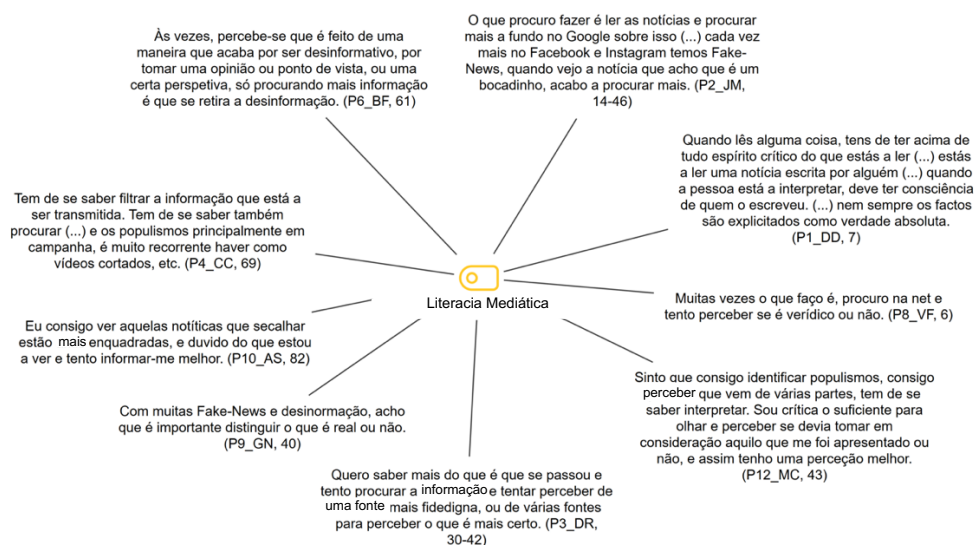 Às vezes, percebe-se que é feito de uma
maneira que acaba por ser desinformativo, por
tomar uma opinião ou ponto de vista, ou uma
certa perspetiva, só procurando mais informação
é que se retira a desinformação. (P6_BF, 61)
O que procuro fazer é ler as notícias e procurar
mais a fundo no Google sobre isso (...) cada vez
mais no Facebook e Instagram temos Fake-
News, quando vejo a notícia que acho que é um
bocadinho, acabo a procurar mais. (P2_JM,
14-46)
Quando lês alguma coisa, tens de ter acima de
tudo espírito crítico do que estás a ler (...) estás
a ler uma notícia escrita por alguém (...) quando
a pessoa está a interpretar, deve ter consciência
de quem o escreveu. (...) nem sempre os factos
são explicitados como verdade absoluta.
(P1_DD, 7)
Tem de se saber filtrar a informação que está a
ser transmitida. Tem de se saber também
procurar (...) e os populismos principalmente em
campanha, é muito recorrente haver como
vídeos cortados, etc. (P4_CC, 69)
Literacia Mediática
Muitas vezes o que faço é, procuro na net e
tento perceber se é verídico ou não. (P8_VF, 6)
Eu consigo ver aquelas notíticas que secalhar
estão mais enquadradas, e duvido do que estou
a ver e tento informar-me melhor. (P10_AS, 82)
Sinto que consigo identificar populismos, consigo
perceber que vem de várias partes, tem de se
saber interpretar. Sou crítica o suficiente para
olhar e perceber se devia tomar em
consideração aquilo que me foi apresentado ou
não, e assim tenho uma perceção melhor.
(P12_MC, 43)
Com muitas Fake-News e desinormação, acho
que é importante distinguir o que é real ou não.
(P9_GN, 40)
Quero saber mais do que é que se passou e
tento procurar a informação e tentar perceber de
uma fonte mais fidedigna, ou de várias fontes
para perceber o que é mais certo. (P3_DR,
30-42)